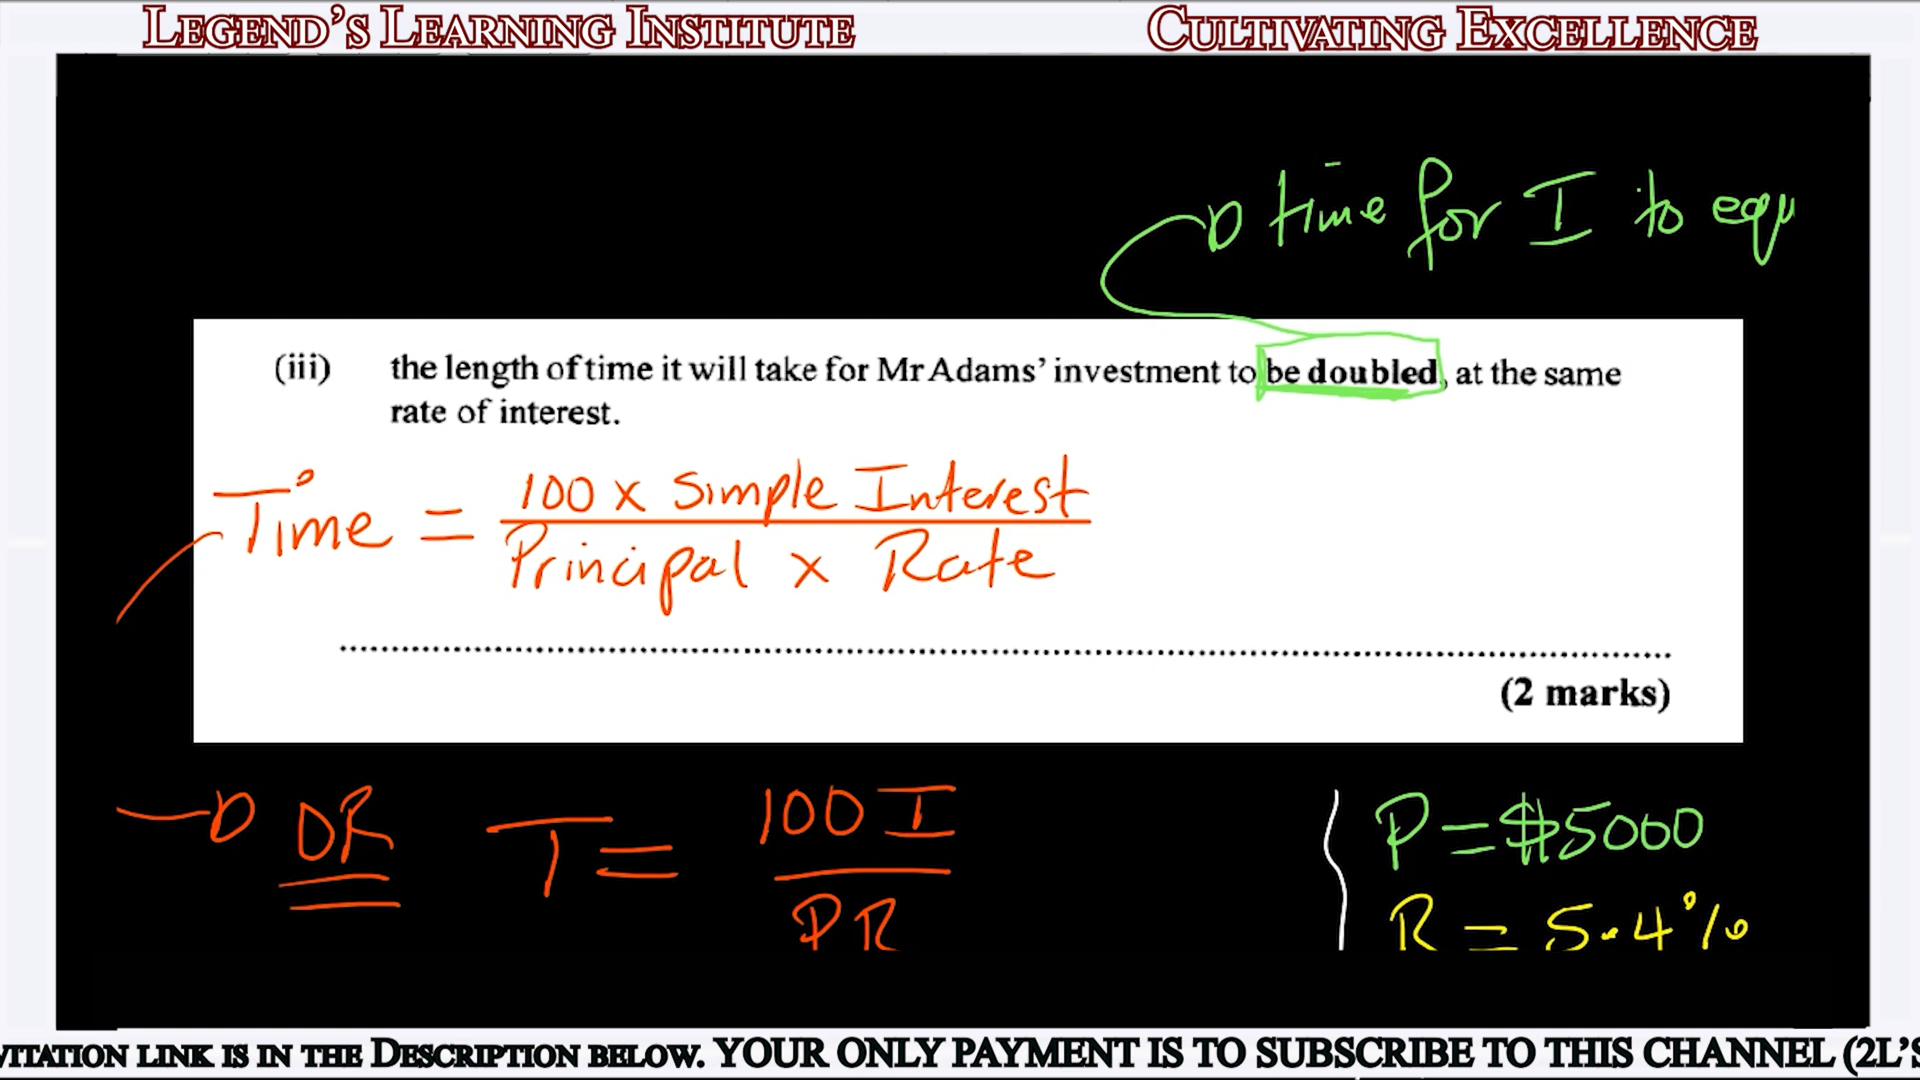 LEGEND'S LEARNING INSTITUTE CULTIVATING EXCELLENCE
time for I to equ
(iii) the length of time it will take for Mr Adams' investment to be doubled, at the same
rate of interest.
Time = 100 x Simple Interest
Principal x Rate
(2 marks)
OR T = 100 I
PR
P = $5000
R = 5.4%
VITATION LINK IS IN THE DESCRIPTION BELOW. YOUR ONLY PAYMENT IS TO SUBSCRIBE TO THIS CHANNEL (2L'S